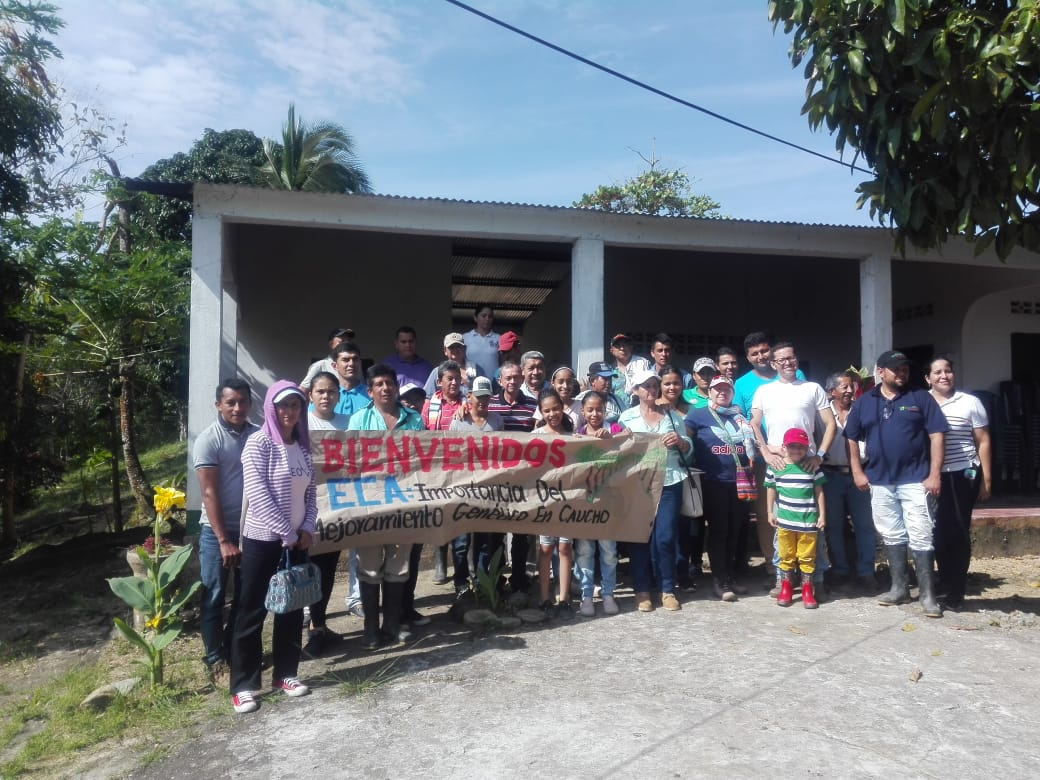 BIENVENIDOS
ECA:-Importancia Del
Mejoramiento Genético En Caucho